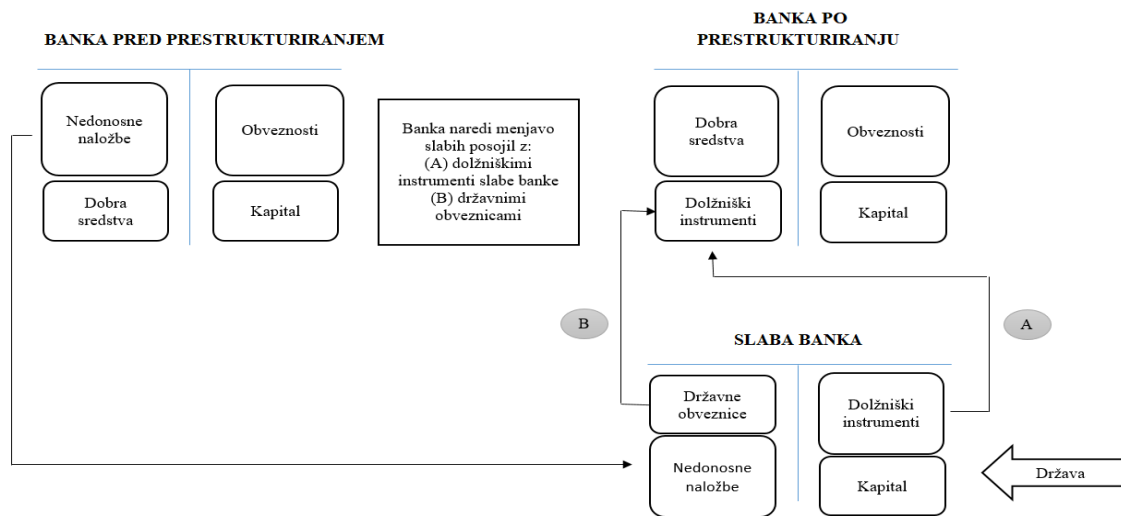 BANKA PRED PRESTRUKTURIRANJEM
Nedonosne
naložbe
Obveznosti
Dobra
sredstva
Kapital
Banka naredi menjavo
slabih posojil z:
(A) dolžniškimi
instrumenti slabe banke
(B) državnimi
obveznicami
BANKA PO
PRESTRUKTURIRANJU
Dobra
sredstva
Obveznosti
Dolžniški
instrumenti
Kapital
B
A
SLABA BANKA
Državne
obveznice
Dolžniški
instrumenti
Nedonosne
naložbe
Kapital
Država